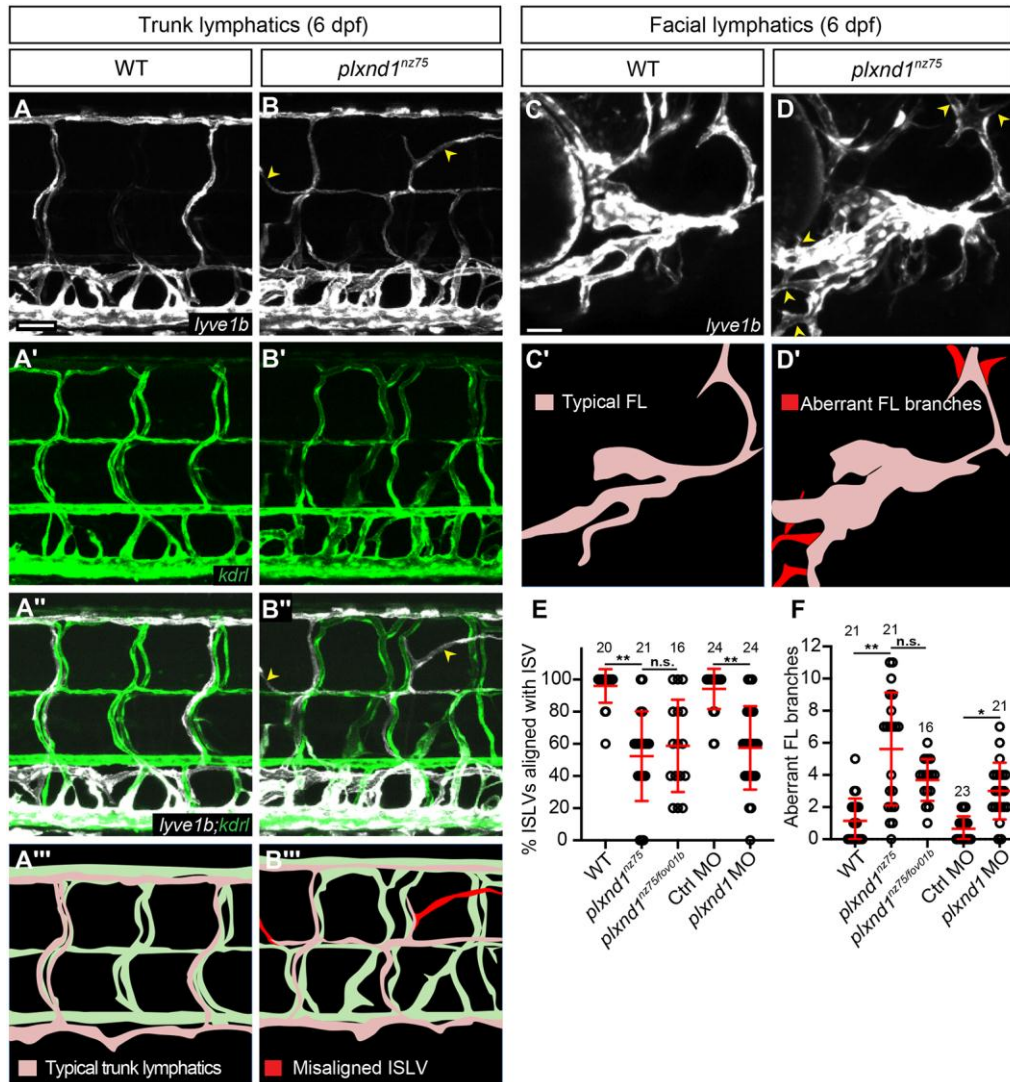 Trunk lymphatics (6 dpf)
Facial lymphatics (6 dpf)
WT
plxnd1nz75
WT
plxnd1nz75
A
B
C
D
lyve1b
lyve1b
A'
B'
C'
D'
Typical FL
Aberrant FL branches
kdrl
A''
B''
lyve1b;kdrl
A'''
B'''
Typical trunk lymphatics
Misaligned ISLV
E
20
21
16
24
24
**
n.s.
**
% ISLVs aligned with ISV
100
80
60
40
20
0
WT
plxnd1nz75
plxnd1nz75/fov01b
Ctrl MO
plxnd1 MO
F
21
21
16
23
21
**
n.s.
*
Aberrant FL branches
12
10
8
6
4
2
0
WT
plxnd1nz75
plxnd1nz75/fov01b
Ctrl MO
plxnd1 MO